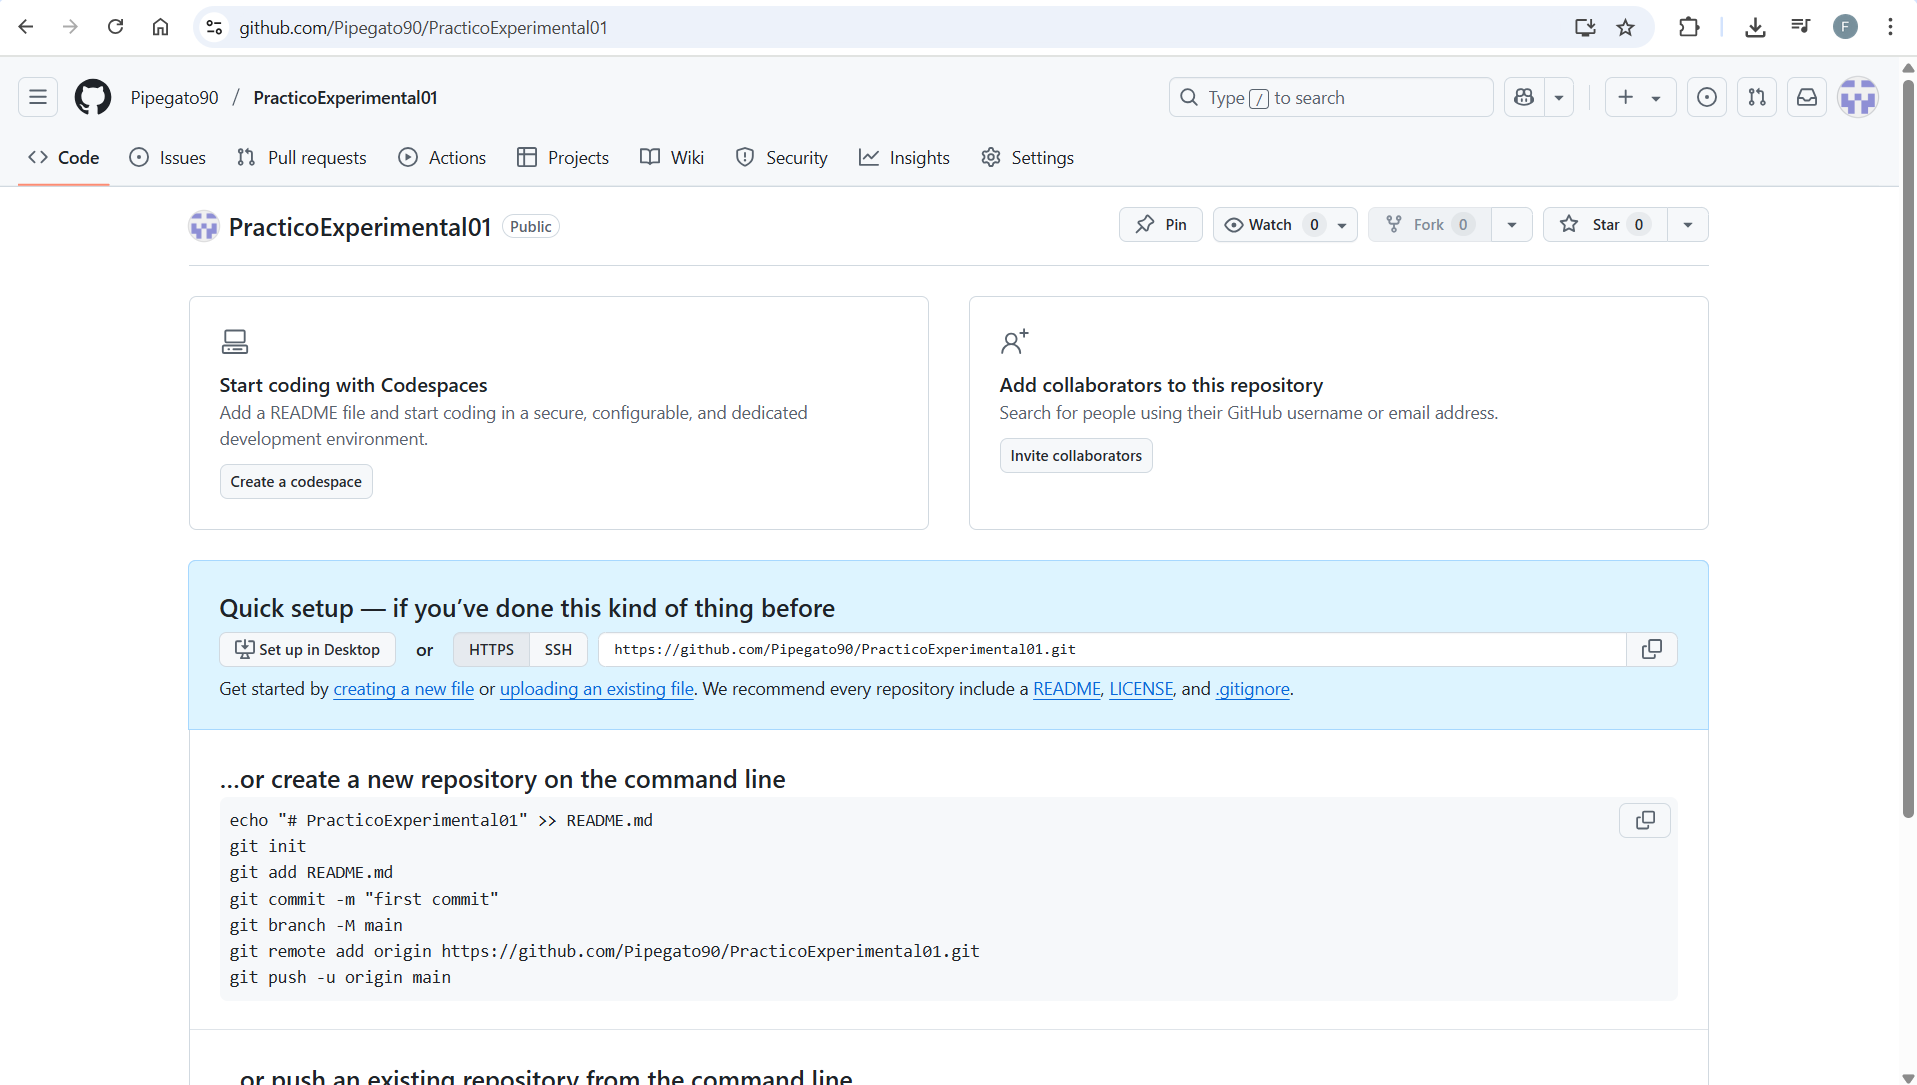 github.com/Pipegato90/PracticoExperimental01
F
Pipegato90 / PracticoExperimental01
Type / to search
Code Issues Pull requests Actions Projects Wiki Security Insights Settings
PracticoExperimental01 Public
Pin Watch 0 Fork 0 Star 0
Start coding with Codespaces
Add a README file and start coding in a secure, configurable, and dedicated
development environment.
Create a codespace
Add collaborators to this repository
Search for people using their GitHub username or email address.
Invite collaborators
Quick setup — if you’ve done this kind of thing before
Set up in Desktop or HTTPS SSH https://github.com/Pipegato90/PracticoExperimental01.git
Get started by creating a new file or uploading an existing file. We recommend every repository include a README, LICENSE, and .gitignore.
…or create a new repository on the command line
echo "# PracticoExperimental01" >> README.md
git init
git add README.md
git commit -m "first commit"
git branch -M main
git remote add origin https://github.com/Pipegato90/PracticoExperimental01.git
git push -u origin main
…or push an existing repository from the command line